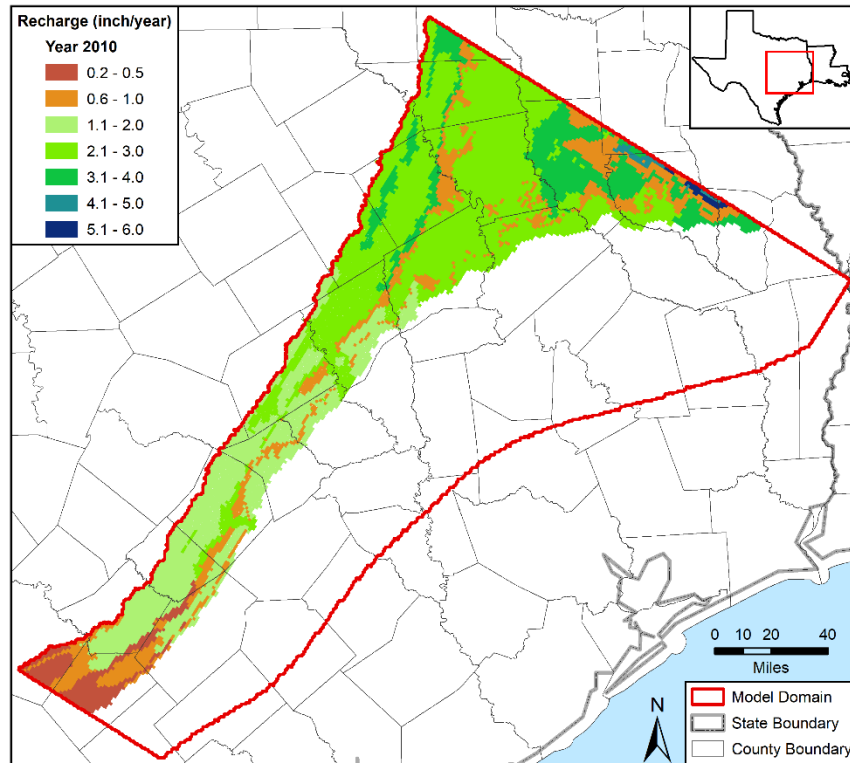 Recharge (inch/year)
Year 2010
0.2 - 0.5
0.6 - 1.0
1.1 - 2.0
2.1 - 3.0
3.1 - 4.0
4.1 - 5.0
5.1 - 6.0
0 10 20 40
Miles
N
Model Domain
State Boundary
County Boundary